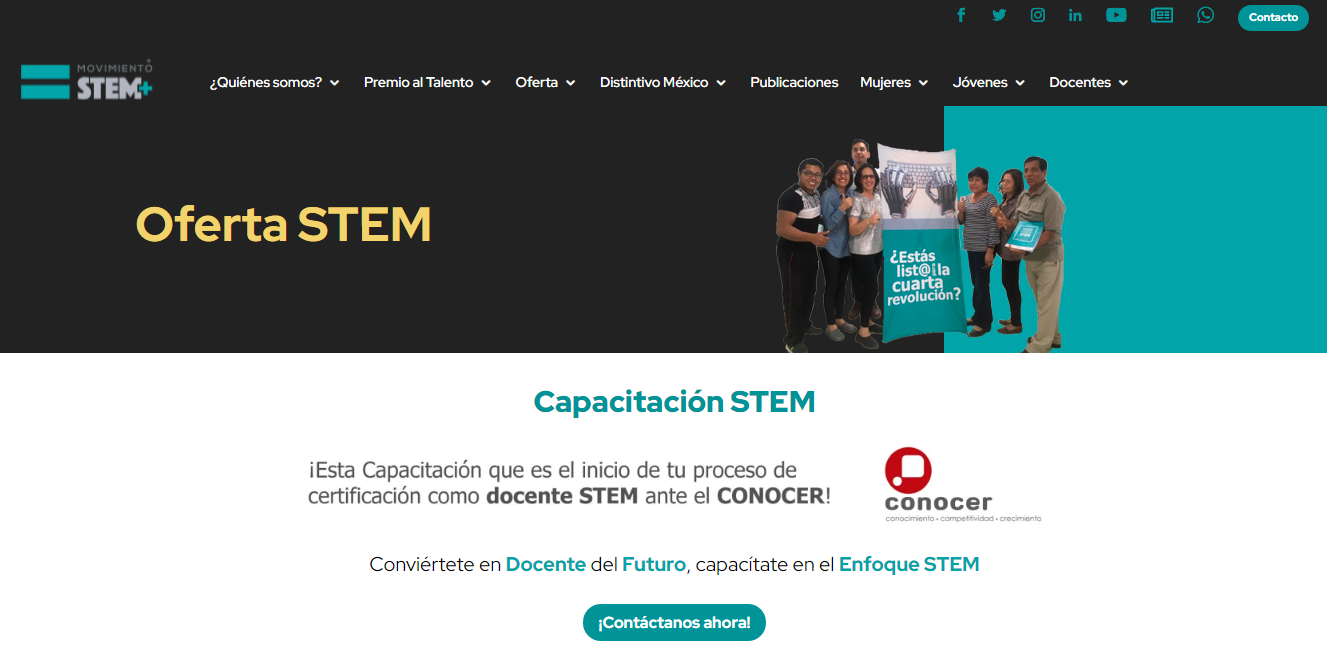 Contacto
MOVIMIENTO
STEM+
¿Quiénes somos? Premio al Talento Oferta Distintivo México Publicaciones Mujeres Jóvenes Docentes
Oferta STEM
¿Estás
list@
la
cuarta
revolución?
STEM
Capacitación STEM
¡Esta Capacitación que es el inicio de tu proceso de
certificación como docente STEM ante el CONOCER!
conocer
conocimiento • competitividad • crecimiento
Conviértete en Docente del Futuro, capacítate en el Enfoque STEM
¡Contáctanos ahora!